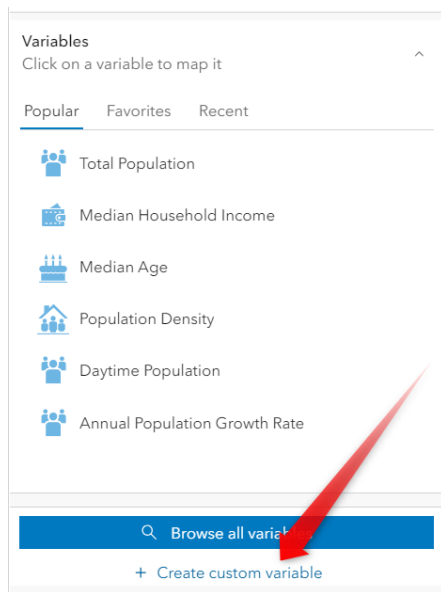 Variables
Click on a variable to map it
Popular Favorites Recent
Total Population
Median Household Income
Median Age
Population Density
Daytime Population
Annual Population Growth Rate
Browse all variables
+ Create custom variable